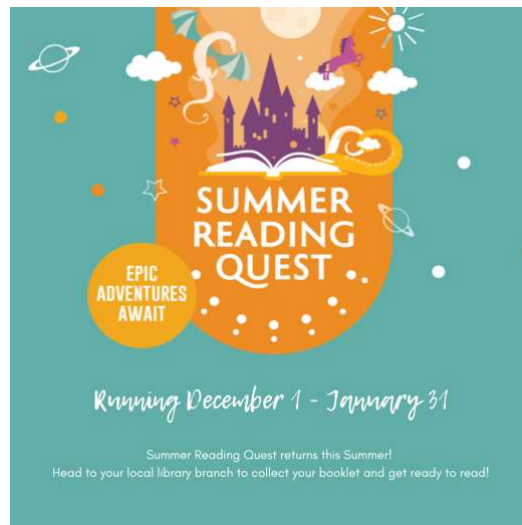 SUMMER
READING
QUEST
EPIC
ADVENTURES
AWAIT
Running December 1 - January 31
Summer Reading Quest returns this Summer!
Head to your local library branch to collect your booklet and get ready to read!